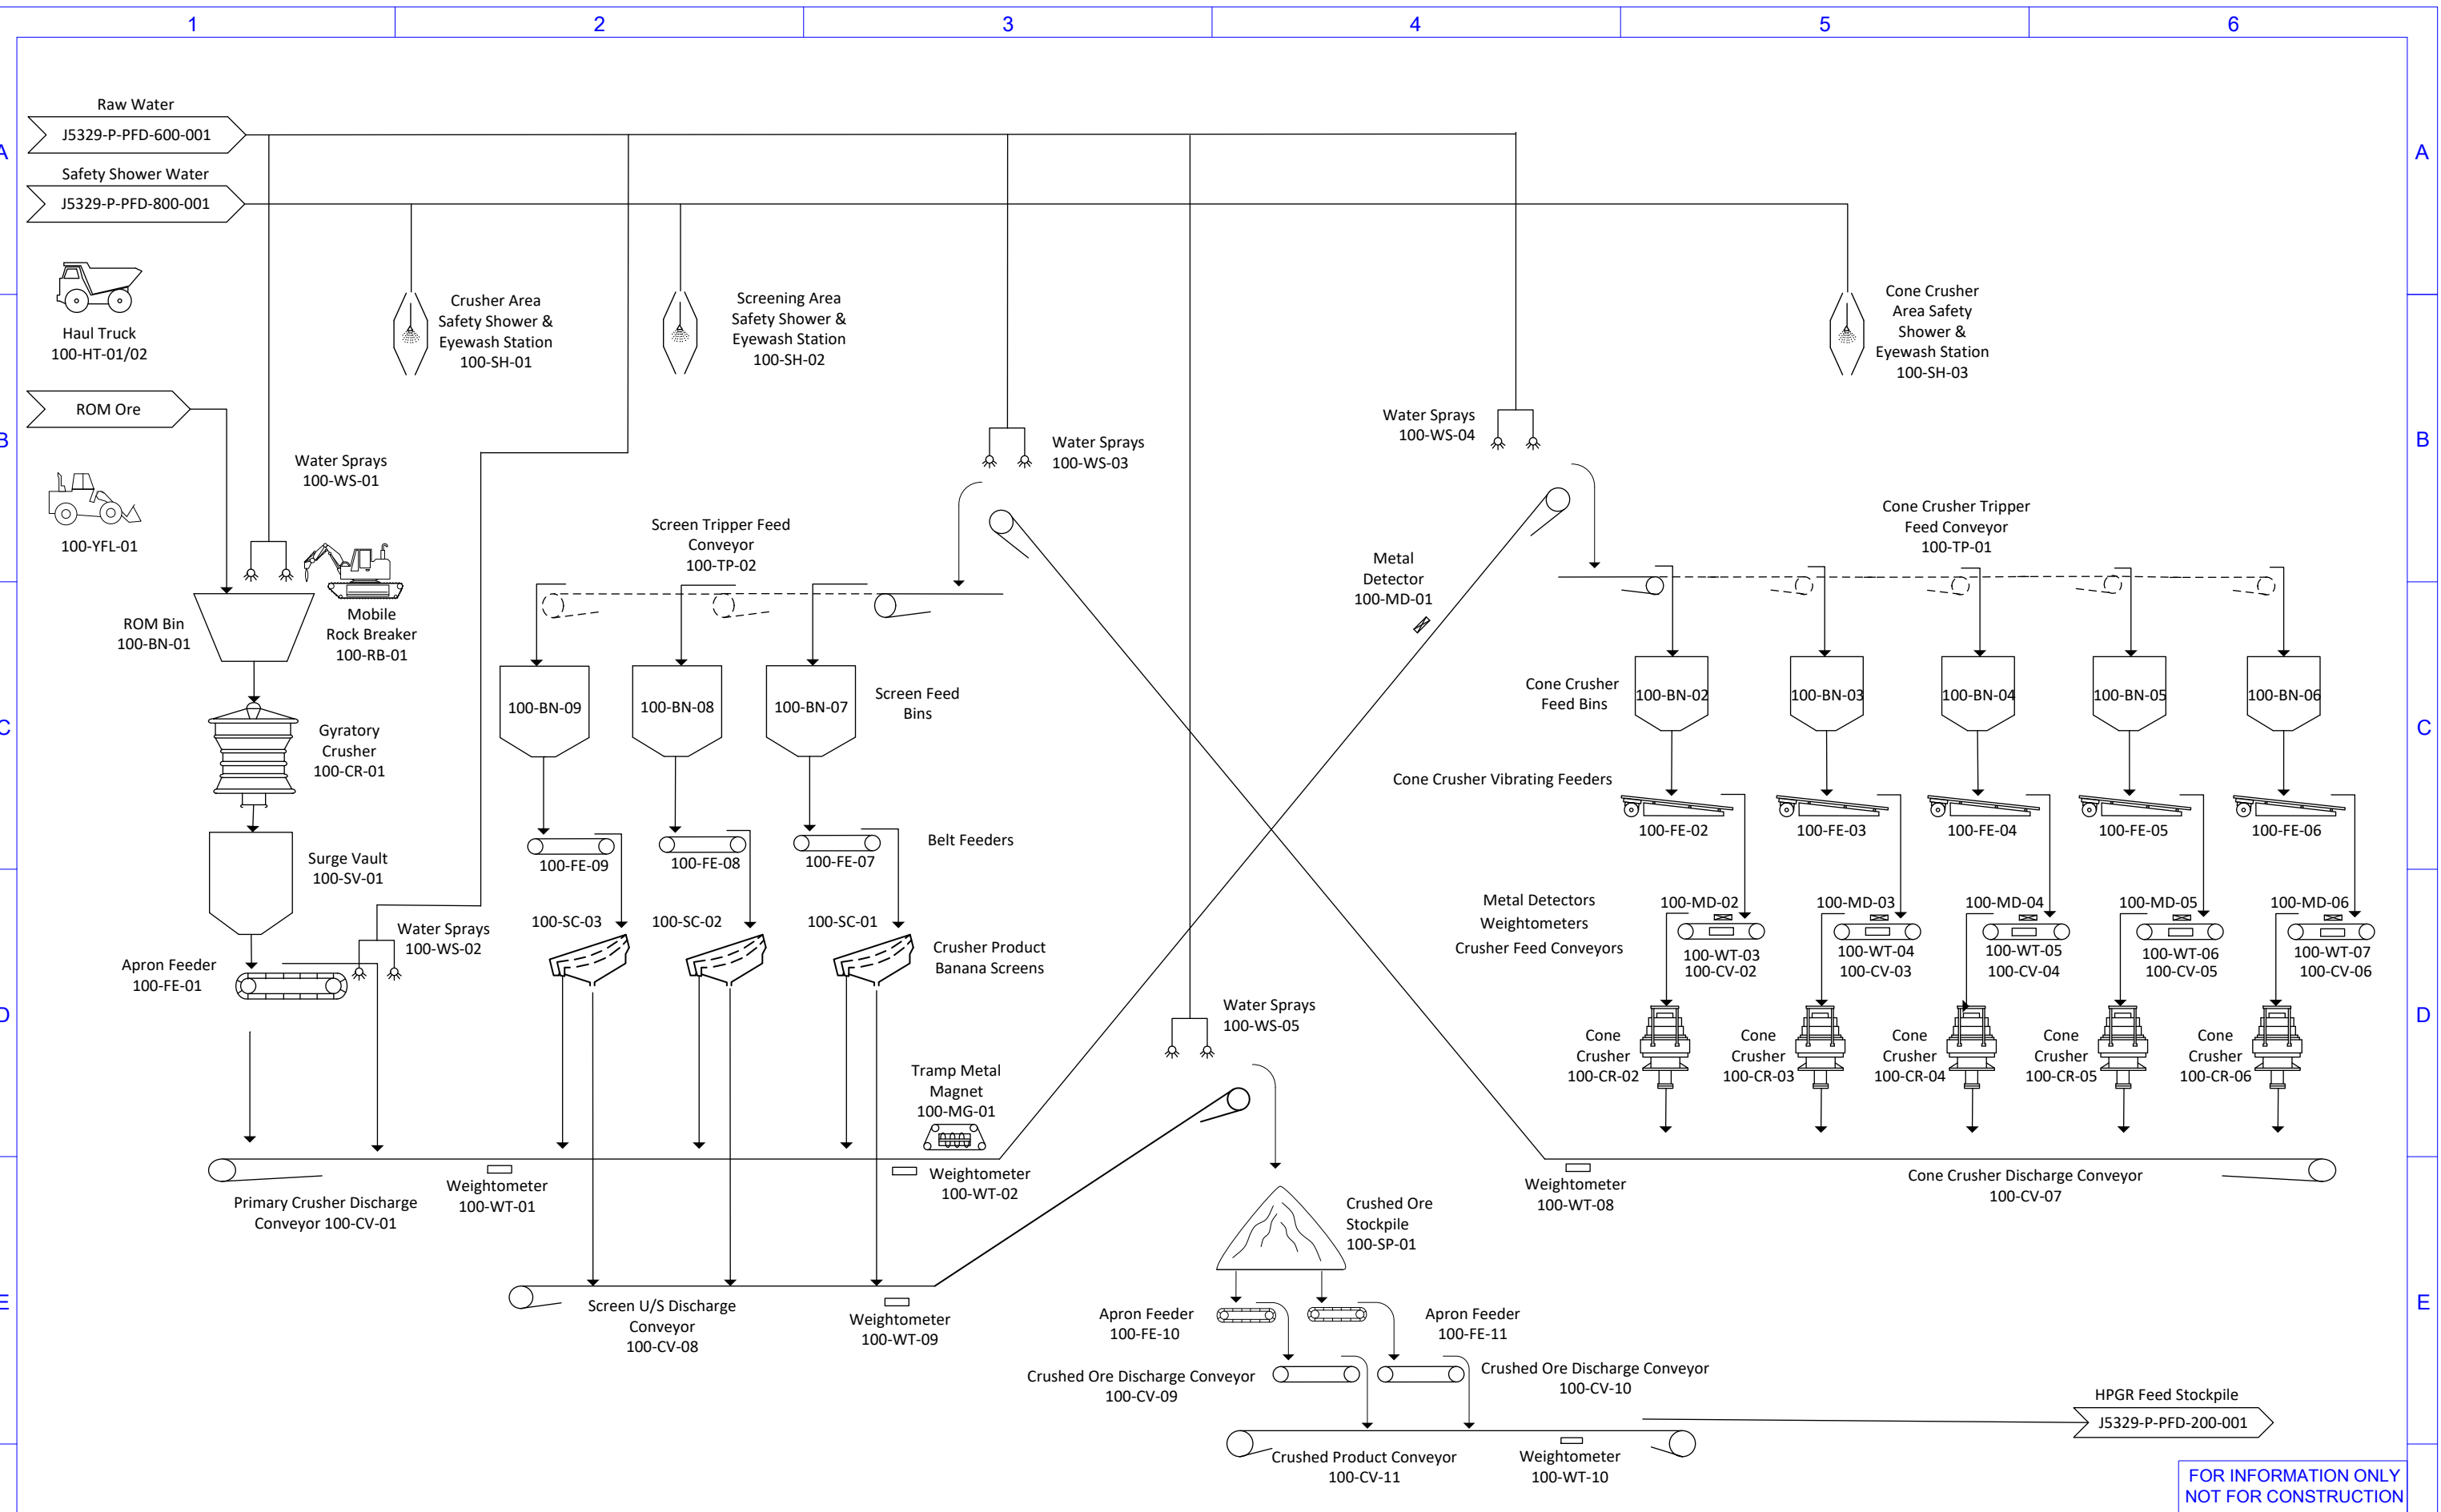 1
2
3
4
5
6
A
A
B
B
C
C
D
D
E
E
Raw Water
J5329-P-PFD-600-001
Safety Shower Water
J5329-P-PFD-800-001
Haul Truck
100-HT-01/02
Crusher Area
Safety Shower &
Eyewash Station
100-SH-01
Screening Area
Safety Shower &
Eyewash Station
100-SH-02
Cone Crusher
Area Safety
Shower &
Eyewash Station
100-SH-03
ROM Ore
100-YFL-01
Water Sprays
100-WS-01
Water Sprays
100-WS-03
Water Sprays
100-WS-04
Screen Tripper Feed
Conveyor
100-TP-02
Metal
Detector
100-MD-01
Cone Crusher Tripper
Feed Conveyor
100-TP-01
ROM Bin
100-BN-01
Mobile
Rock Breaker
100-RB-01
100-BN-09
100-BN-08
100-BN-07
Screen Feed
Bins
Cone Crusher
Feed Bins
100-BN-02
100-BN-03
100-BN-04
100-BN-05
100-BN-06
Gyratory
Crusher
100-CR-01
Cone Crusher Vibrating Feeders
100-FE-02
100-FE-03
100-FE-04
100-FE-05
100-FE-06
Surge Vault
100-SV-01
100-FE-09
100-FE-08
100-FE-07
Belt Feeders
Metal Detectors
Weightometers
Crusher Feed Conveyors
100-MD-02
100-MD-03
100-MD-04
100-MD-05
100-MD-06
100-WT-03
100-CV-02
100-WT-04
100-CV-03
100-WT-05
100-CV-04
100-WT-06
100-CV-05
100-WT-07
100-CV-06
Water Sprays
100-WS-02
100-SC-03
100-SC-02
100-SC-01
Crusher Product
Banana Screens
Apron Feeder
100-FE-01
Water Sprays
100-WS-05
Cone
Crusher
100-CR-02
Cone
Crusher
100-CR-03
Cone
Crusher
100-CR-04
Cone
Crusher
100-CR-05
Cone
Crusher
100-CR-06
Tramp Metal
Magnet
100-MG-01
Primary Crusher Discharge
Conveyor 100-CV-01
Weightometer
100-WT-01
Weightometer
100-WT-02
Weightometer
100-WT-08
Cone Crusher Discharge Conveyor
100-CV-07
Crushed Ore
Stockpile
100-SP-01
Screen U/S Discharge
Conveyor
100-CV-08
Weightometer
100-WT-09
Apron Feeder
100-FE-10
Apron Feeder
100-FE-11
Crushed Ore Discharge Conveyor
100-CV-09
Crushed Ore Discharge Conveyor
100-CV-10
HPGR Feed Stockpile
J5329-P-PFD-200-001
Crushed Product Conveyor
100-CV-11
Weightometer
100-WT-10
FOR INFORMATION ONLY
NOT FOR CONSTRUCTION